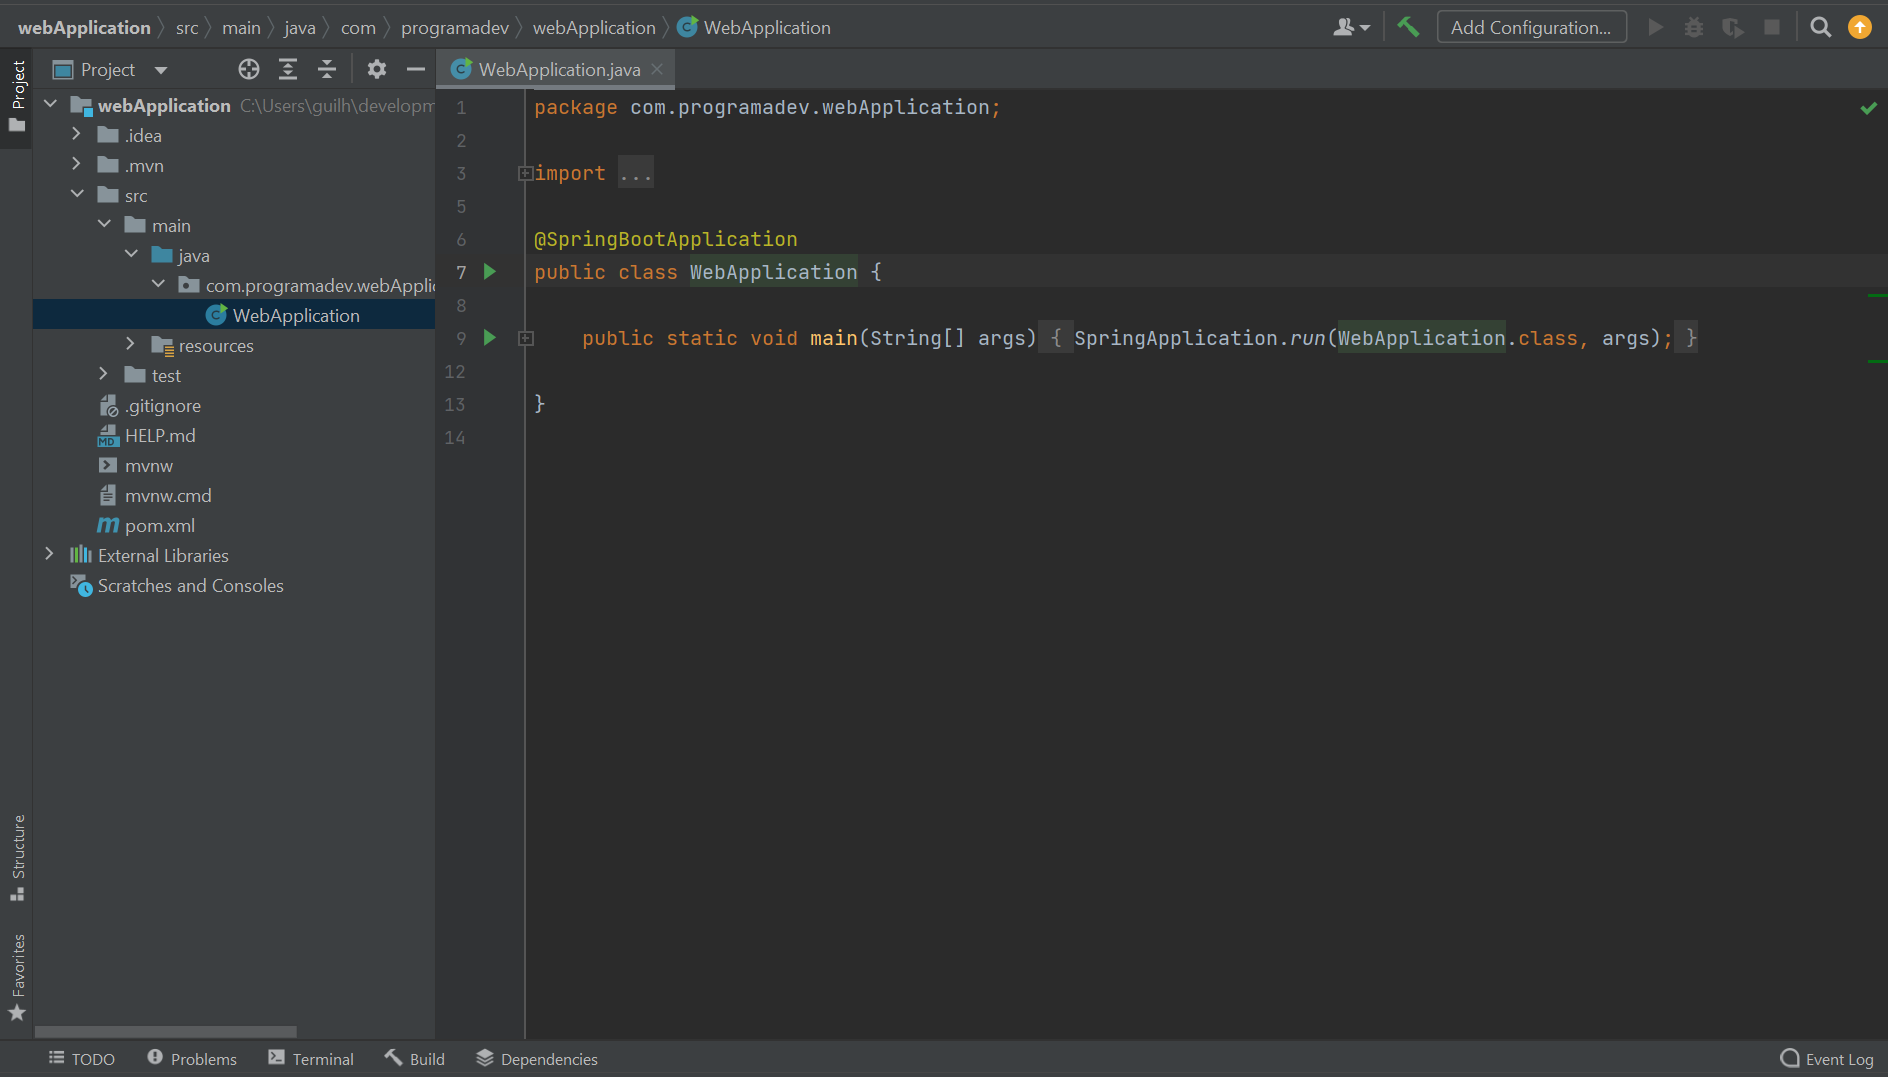 webApplication src main java com programadev webApplication WebApplication Add Configuration...
Project
Project
WebApplication.java
webApplication C:\Users\guilh\developm
.idea
.mvn
src
main
java
com.programadev.webApplic
WebApplication
resources
test
.gitignore
HELP.md
mvnw
mvnw.cmd
pom.xml
External Libraries
Scratches and Consoles
1 package com.programadev.webApplication;
2
3 import ...
5
6 @SpringBootApplication
7 public class WebApplication {
8
9 public static void main(String[] args) { SpringApplication.run(WebApplication.class, args); }
12
13 }
14
Structure
Favorites
TODO Problems Terminal Build Dependencies Event Log